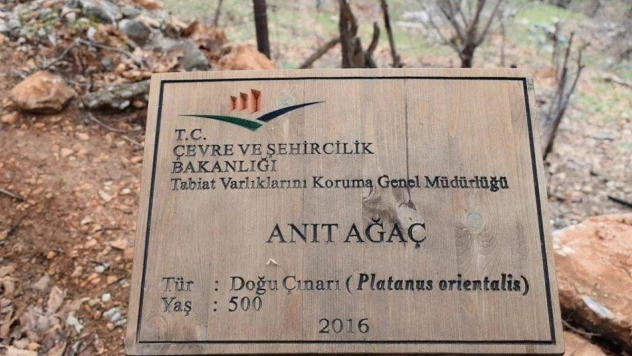 T.C.
ÇEVRE VE ŞEHİRCİLİK
BAKANLIĞI
Tabiat Varlıklarını Koruma Genel Müdürlüğü
ANIT AĞAÇ
Tür : Doğu Çınarı ( Platanus orientalis)
Yaş : 500
2016